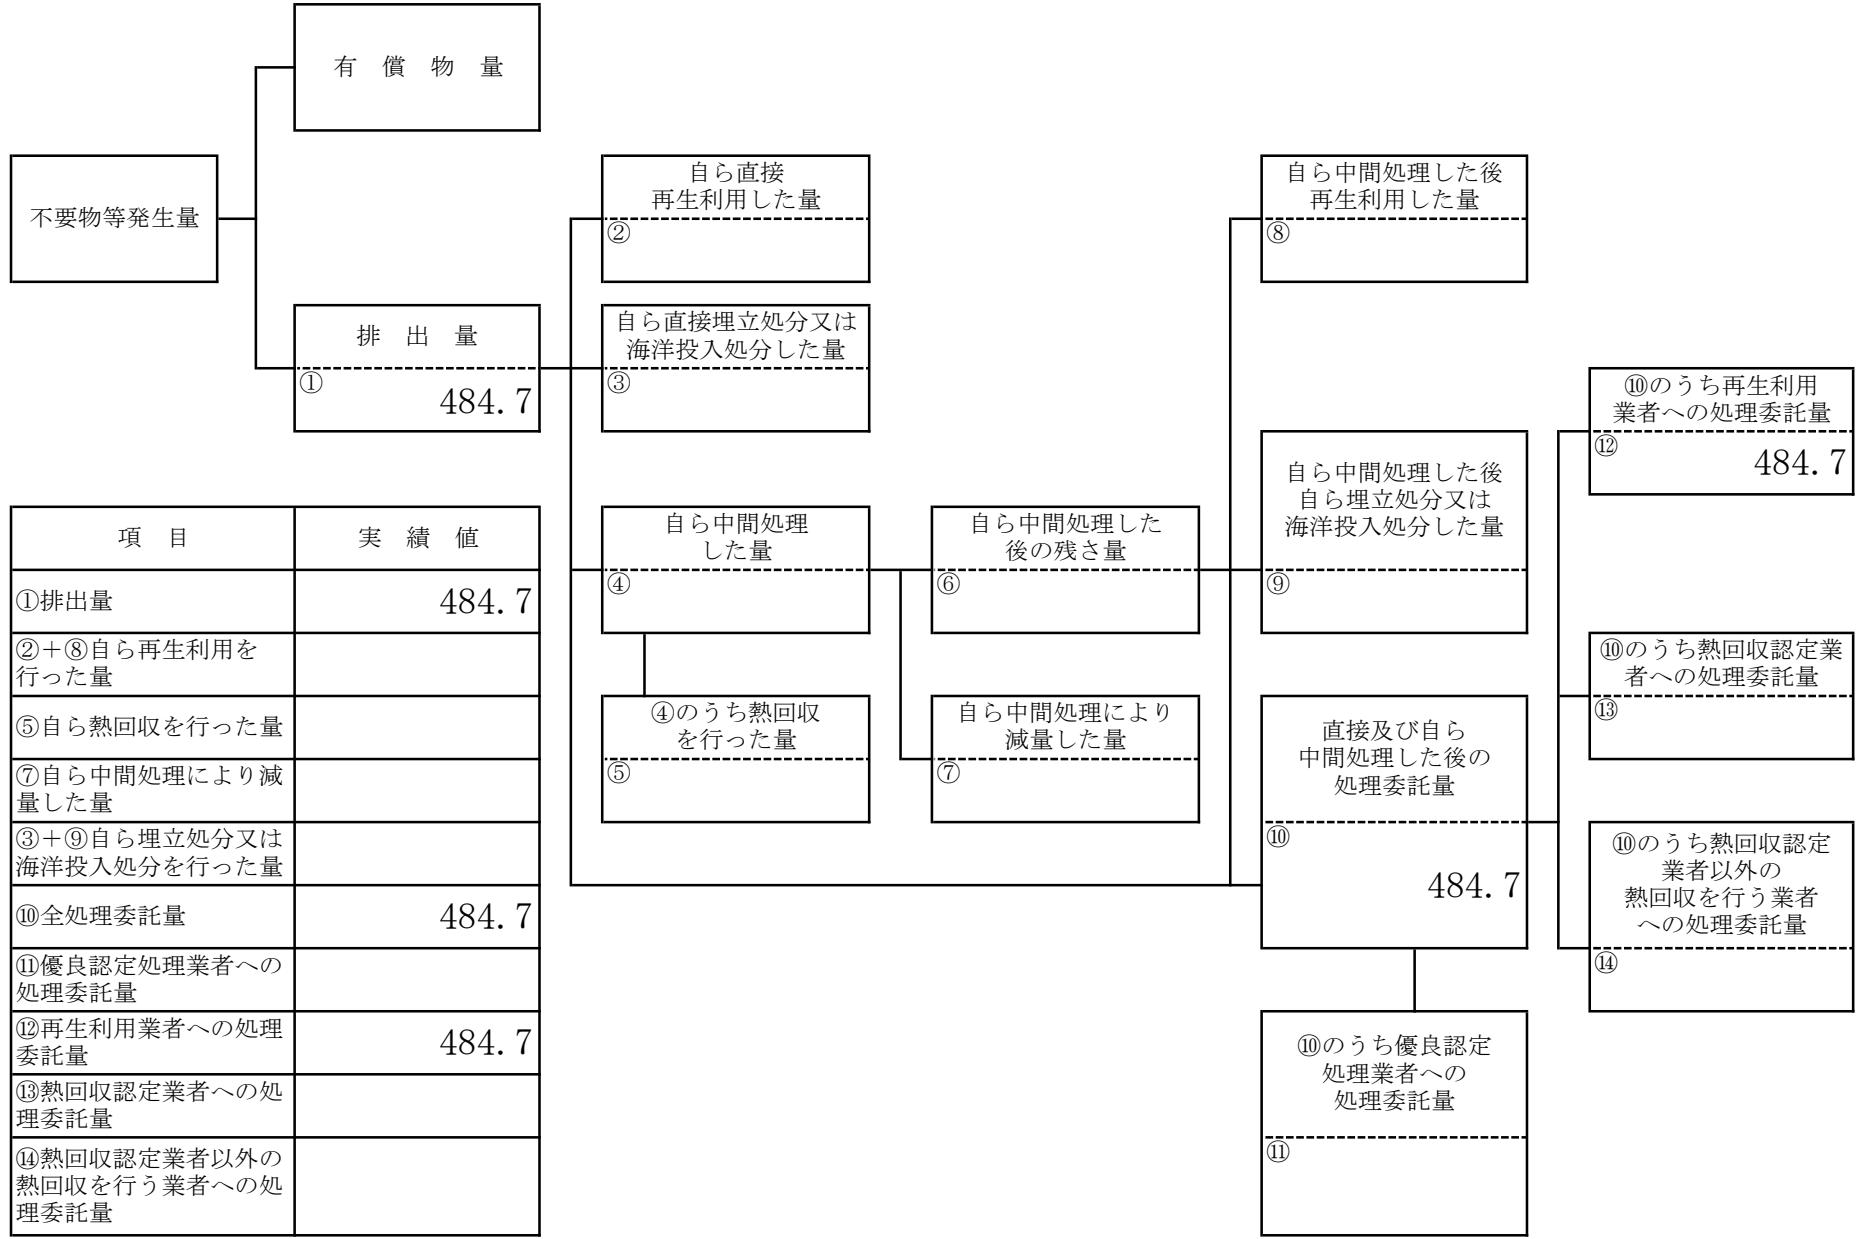 有 償 物 量
不要物等発生量
排 出 量
①
484.7
自ら直接
再生利用した量
②
自ら直接埋立処分又は
海洋投入処分した量
③
自ら中間処理
した量
④
④のうち熱回収
を行った量
⑤
自ら中間処理した
後の残さ量
⑥
自ら中間処理により
減量した量
⑦
自ら中間処理した後
再生利用した量
⑧
自ら中間処理した後
自ら埋立処分又は
海洋投入処分した量
⑨
直接及び自ら
中間処理した後の
処理委託量
⑩
484.7
⑩のうち優良認定
処理業者への
処理委託量
⑪
⑩のうち再生利用
業者への処理委託量
⑫
484.7
⑩のうち熱回収認定業
者への処理委託量
⑬
⑩のうち熱回収認定
業者以外の
熱回収を行う業者
への処理委託量
⑭
項 目 実 績 値
①排出量 484.7
②+⑧自ら再生利用を
行った量
⑤自ら熱回収を行った量
⑦自ら中間処理により減
量した量
③+⑨自ら埋立処分又は
海洋投入処分を行った量
⑩全処理委託量 484.7
⑪優良認定処理業者への
処理委託量
⑫再生利用業者への処理
委託量 484.7
⑬熱回収認定業者への処
理委託量
⑭熱回収認定業者以外の
熱回収を行う業者への処
理委託量